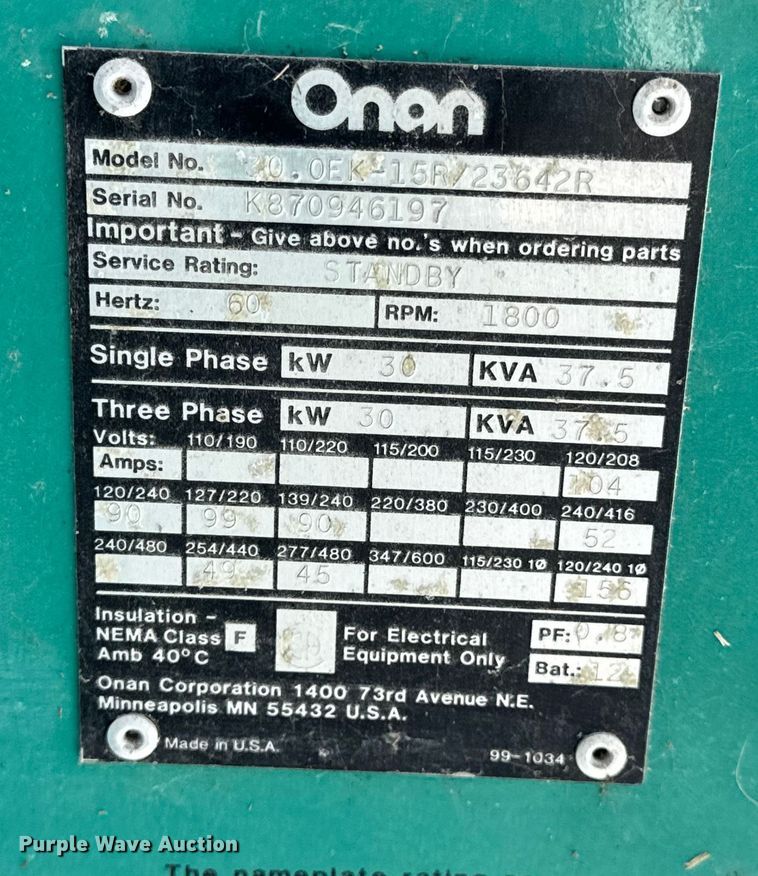 Onan
Model No. 30.0EK-15R/23642R
Serial No. K870946197
Important - Give above no.'s when ordering parts
Service Rating: STANDBY
Hertz: 60 RPM: 1800
Single Phase kW 30 KVA 37.5
Three Phase kW 30 KVA 37.5
Volts: 110/190 110/220 115/200 115/230 120/208
Amps: 04
120/240 127/220 139/240 220/380 230/400 240/416
90 99 90 52
240/480 254/440 277/480 347/600 115/230 1Ø 120/240 1Ø
49 45 156
Insulation -
NEMA Class F
Amb 40°C
For Electrical
Equipment Only
PF: 0.8
Bat.: 12
Onan Corporation 1400 73rd Avenue N.E.
Minneapolis MN 55432 U.S.A.
Made in U.S.A. 99-1034
Purple Wave Auction
The nameplate rating